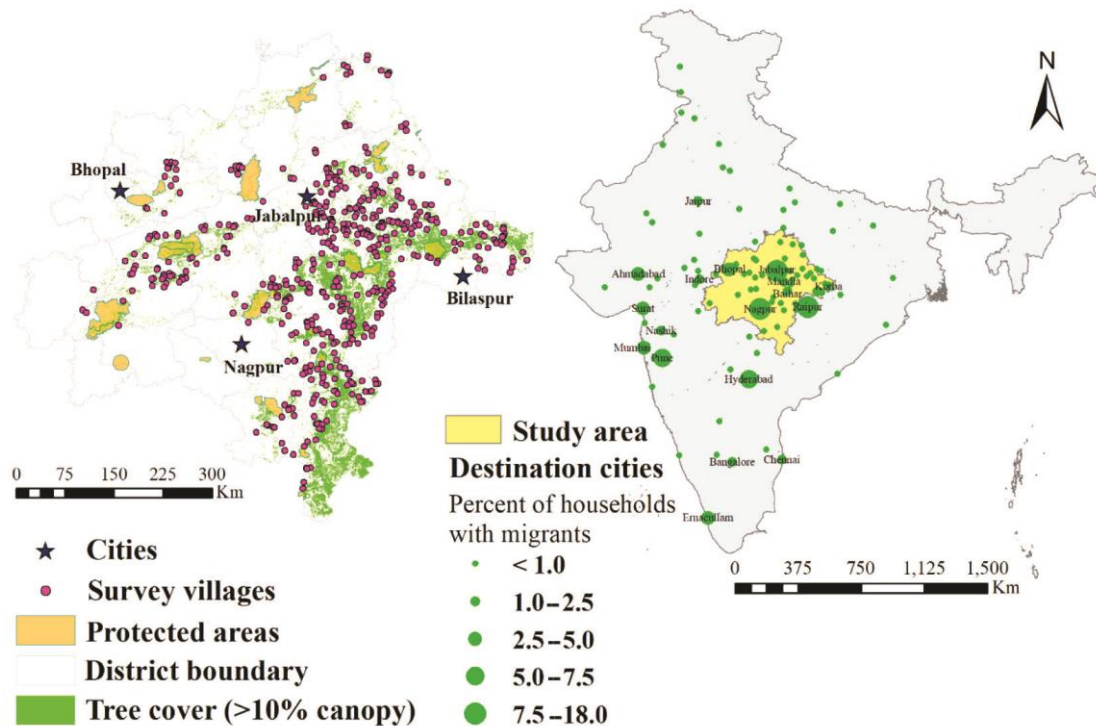 Bhopal
Jabalpur
Bilaspur
Nagpur
0 75 150 225 300
Km
Cities
Survey villages
Protected areas
District boundary
Tree cover (>10% canopy)
Study area
Destination cities
Percent of households
with migrants
< 1.0
1.0–2.5
2.5–5.0
5.0–7.5
7.5–18.0
N
Jaipur
Ahmadabad
Indore
Bhopal
Jabalpur
Mandla
Korba
Baihar
Surat
Nagpur
Raipur
Nashik
Mumbai
Pune
Hyderabad
Bangalore
Chennai
Ernacullam
0 375 750 1,125 1,500
Km